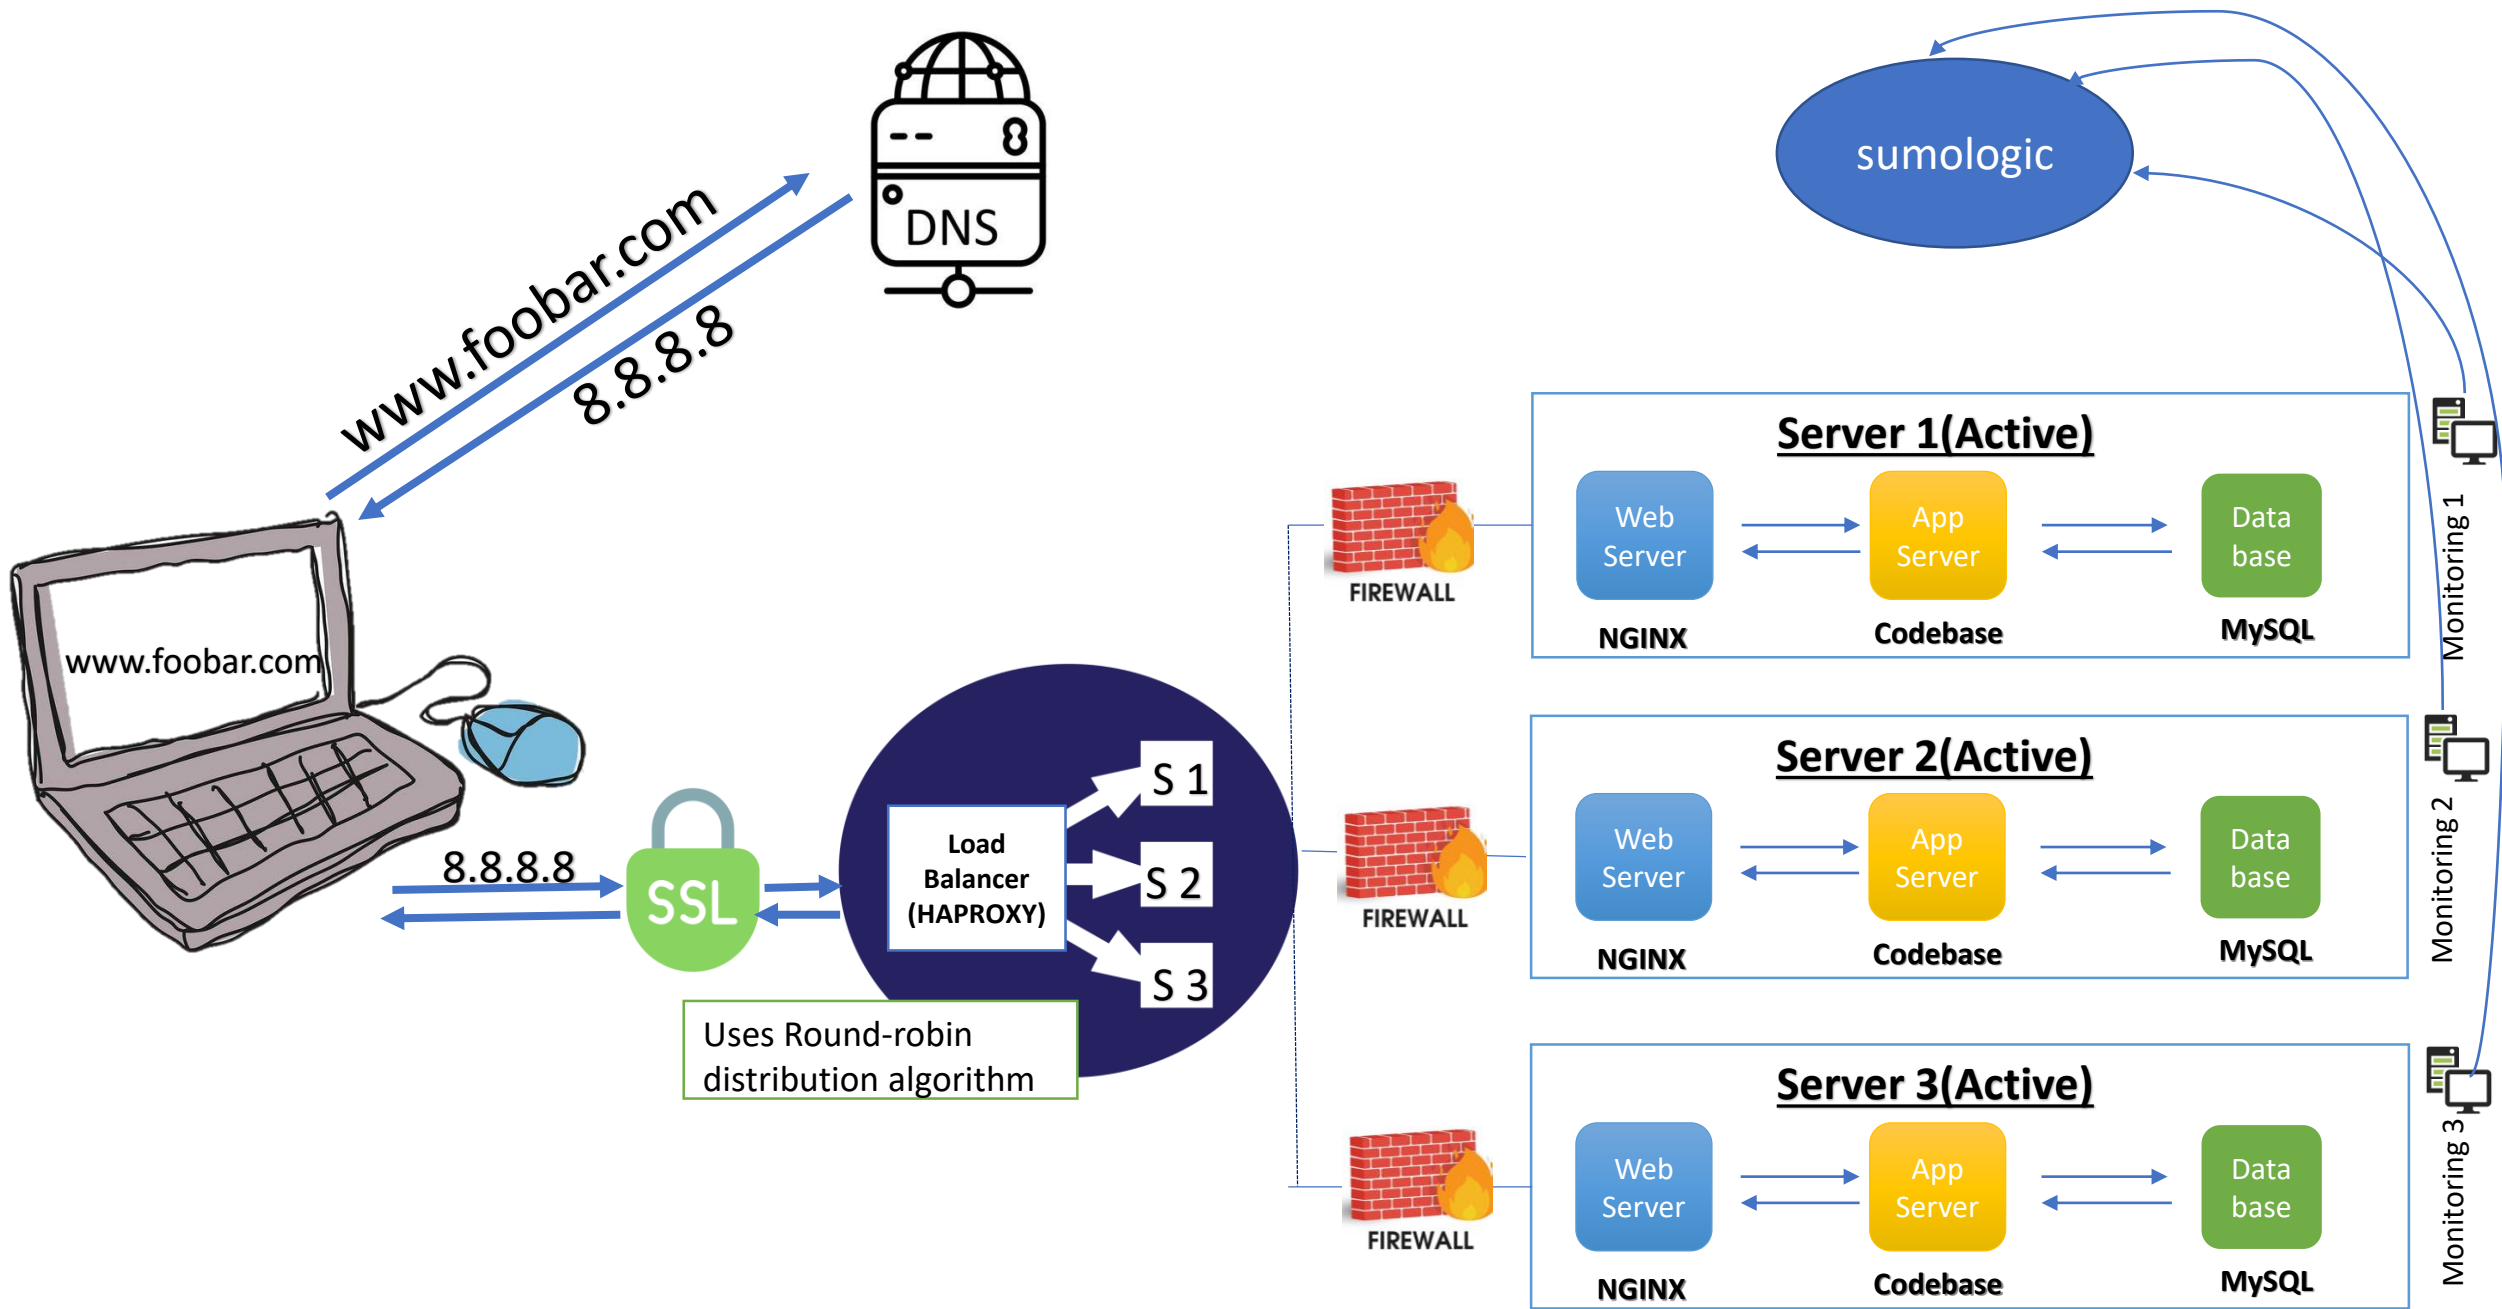 DNS
sumologic
www.foobar.com
8.8.8.8
www.foobar.com
8.8.8.8
SSL
Load
Balancer
(HAPROXY)
S 1
S 2
S 3
Uses Round-robin
distribution algorithm
FIREWALL
Server 1(Active)
Web
Server
App
Server
Data
base
NGINX
Codebase
MySQL
Monitoring 1
FIREWALL
Server 2(Active)
Web
Server
App
Server
Data
base
NGINX
Codebase
MySQL
Monitoring 2
FIREWALL
Server 3(Active)
Web
Server
App
Server
Data
base
NGINX
Codebase
MySQL
Monitoring 3